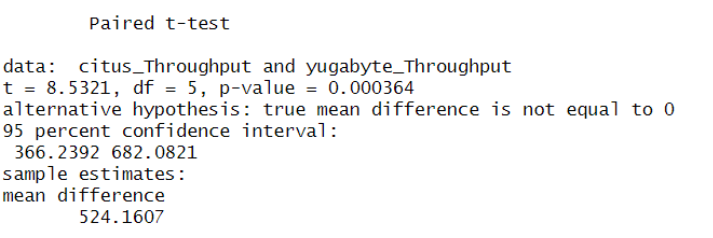 Paired t-test
data:  citus_Throughput and yugabyte_Throughput
t = 8.5321, df = 5, p-value = 0.000364
alternative hypothesis: true mean difference is not equal to 0
95 percent confidence interval:
366.2392 682.0821
sample estimates:
mean difference
524.1607